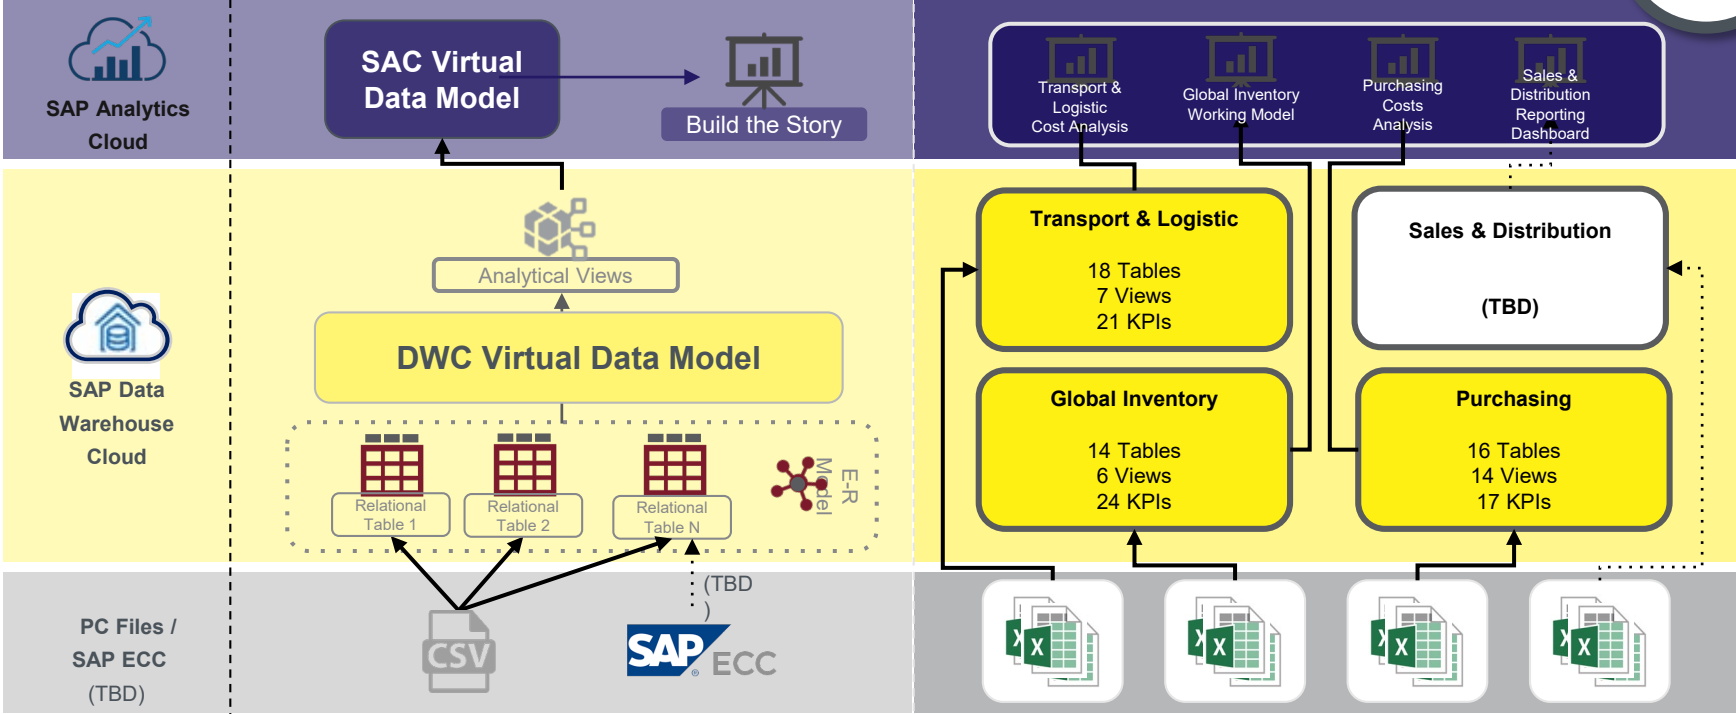 SAP Analytics
Cloud
SAC Virtual
Data Model
Build the Story
Transport &
Logistic
Cost Analysis
Global Inventory
Working Model
Purchasing
Costs
Analysis
Sales &
Distribution
Reporting
Dashboard
SAP Data
Warehouse
Cloud
Analytical Views
DWC Virtual Data Model
Relational
Table 1
Relational
Table 2
Relational
Table N
E-R
Model
Transport & Logistic
18 Tables
7 Views
21 KPIs
Sales & Distribution
(TBD)
Global Inventory
14 Tables
6 Views
24 KPIs
Purchasing
16 Tables
14 Views
17 KPIs
PC Files /
SAP ECC
(TBD)
CSV
(TBD
)
SAP
®
ECC
X
X
X
X
X
X
X
X